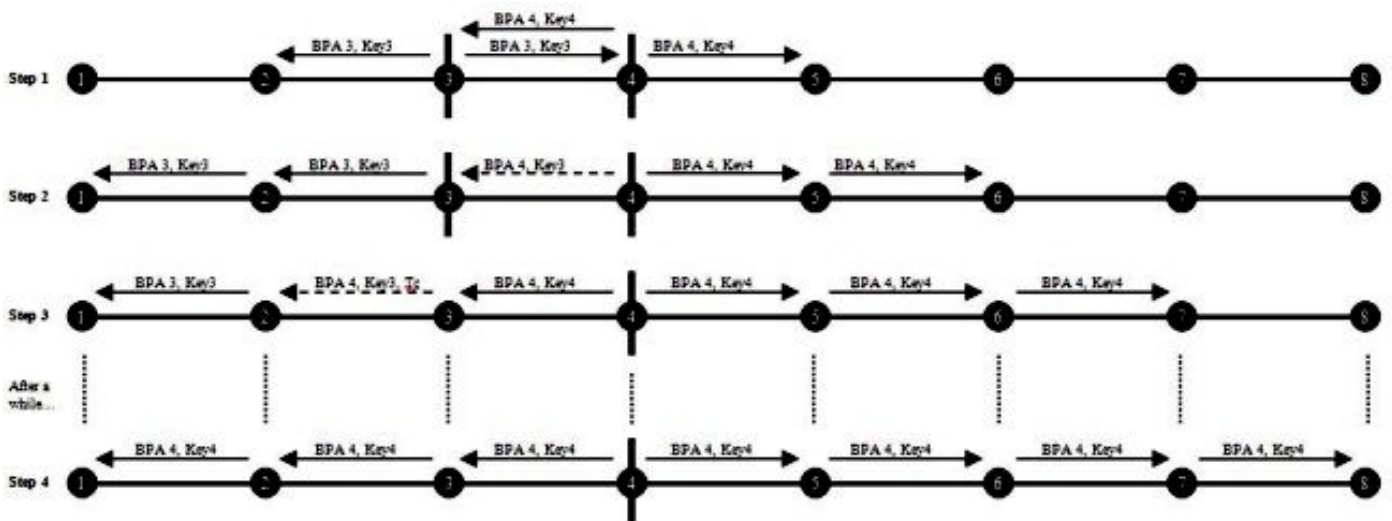 BPA 4, Key4
BPA 3, Key3 BPA 3, Key3 BPA 4, Key4
Step 1 1 2 3 4 5 6 7 8
BPA 3, Key3 BPA 3, Key3 BPA 4, Key3 BPA 4, Key4 BPA 4, Key4
Step 2 1 2 3 4 5 6 7 8
BPA 3, Key3 BPA 4, Key3, Tc BPA 4, Key4 BPA 4, Key4 BPA 4, Key4 BPA 4, Key4
Step 3 1 2 3 4 5 6 7 8
After a
while...
BPA 4, Key4 BPA 4, Key4 BPA 4, Key4 BPA 4, Key4 BPA 4, Key4 BPA 4, Key4 BPA 4, Key4
Step 4 1 2 3 4 5 6 7 8